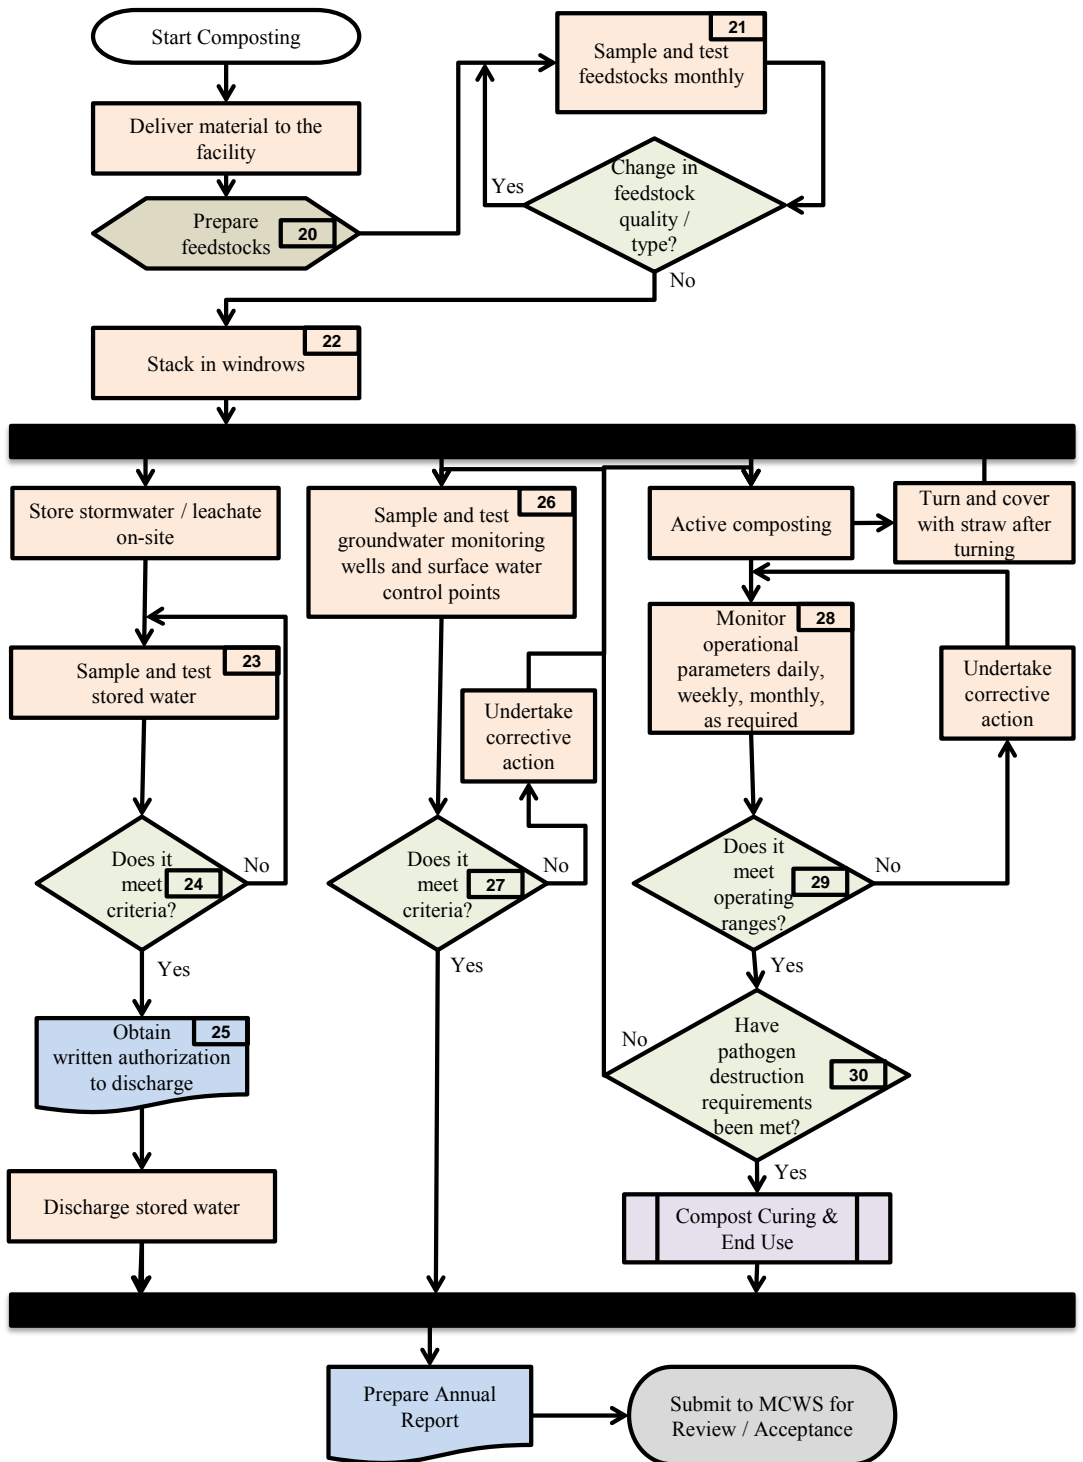 Start Composting
21
Sample and test
feedstocks monthly
Deliver material to the
facility
Change in
feedstock
quality /
type?
Yes
No
Prepare
feedstocks
20
22
Stack in windrows
Store stormwater / leachate
on-site
26
Sample and test
groundwater monitoring
wells and surface water
control points
Active composting
Turn and cover
with straw after
turning
23
Sample and test
stored water
28
Monitor
operational
parameters daily,
weekly, monthly,
as required
Undertake
corrective
action
Undertake
corrective
action
Does it
meet
criteria?
24
No
Yes
Does it
meet
criteria?
27
No
Yes
Does it
meet
operating
ranges?
29
No
Yes
25
Obtain
written authorization
to discharge
No
Have
pathogen
destruction
requirements
been met?
30
Yes
Discharge stored water
Compost Curing &
End Use
Prepare Annual
Report
Submit to MCWS for
Review / Acceptance